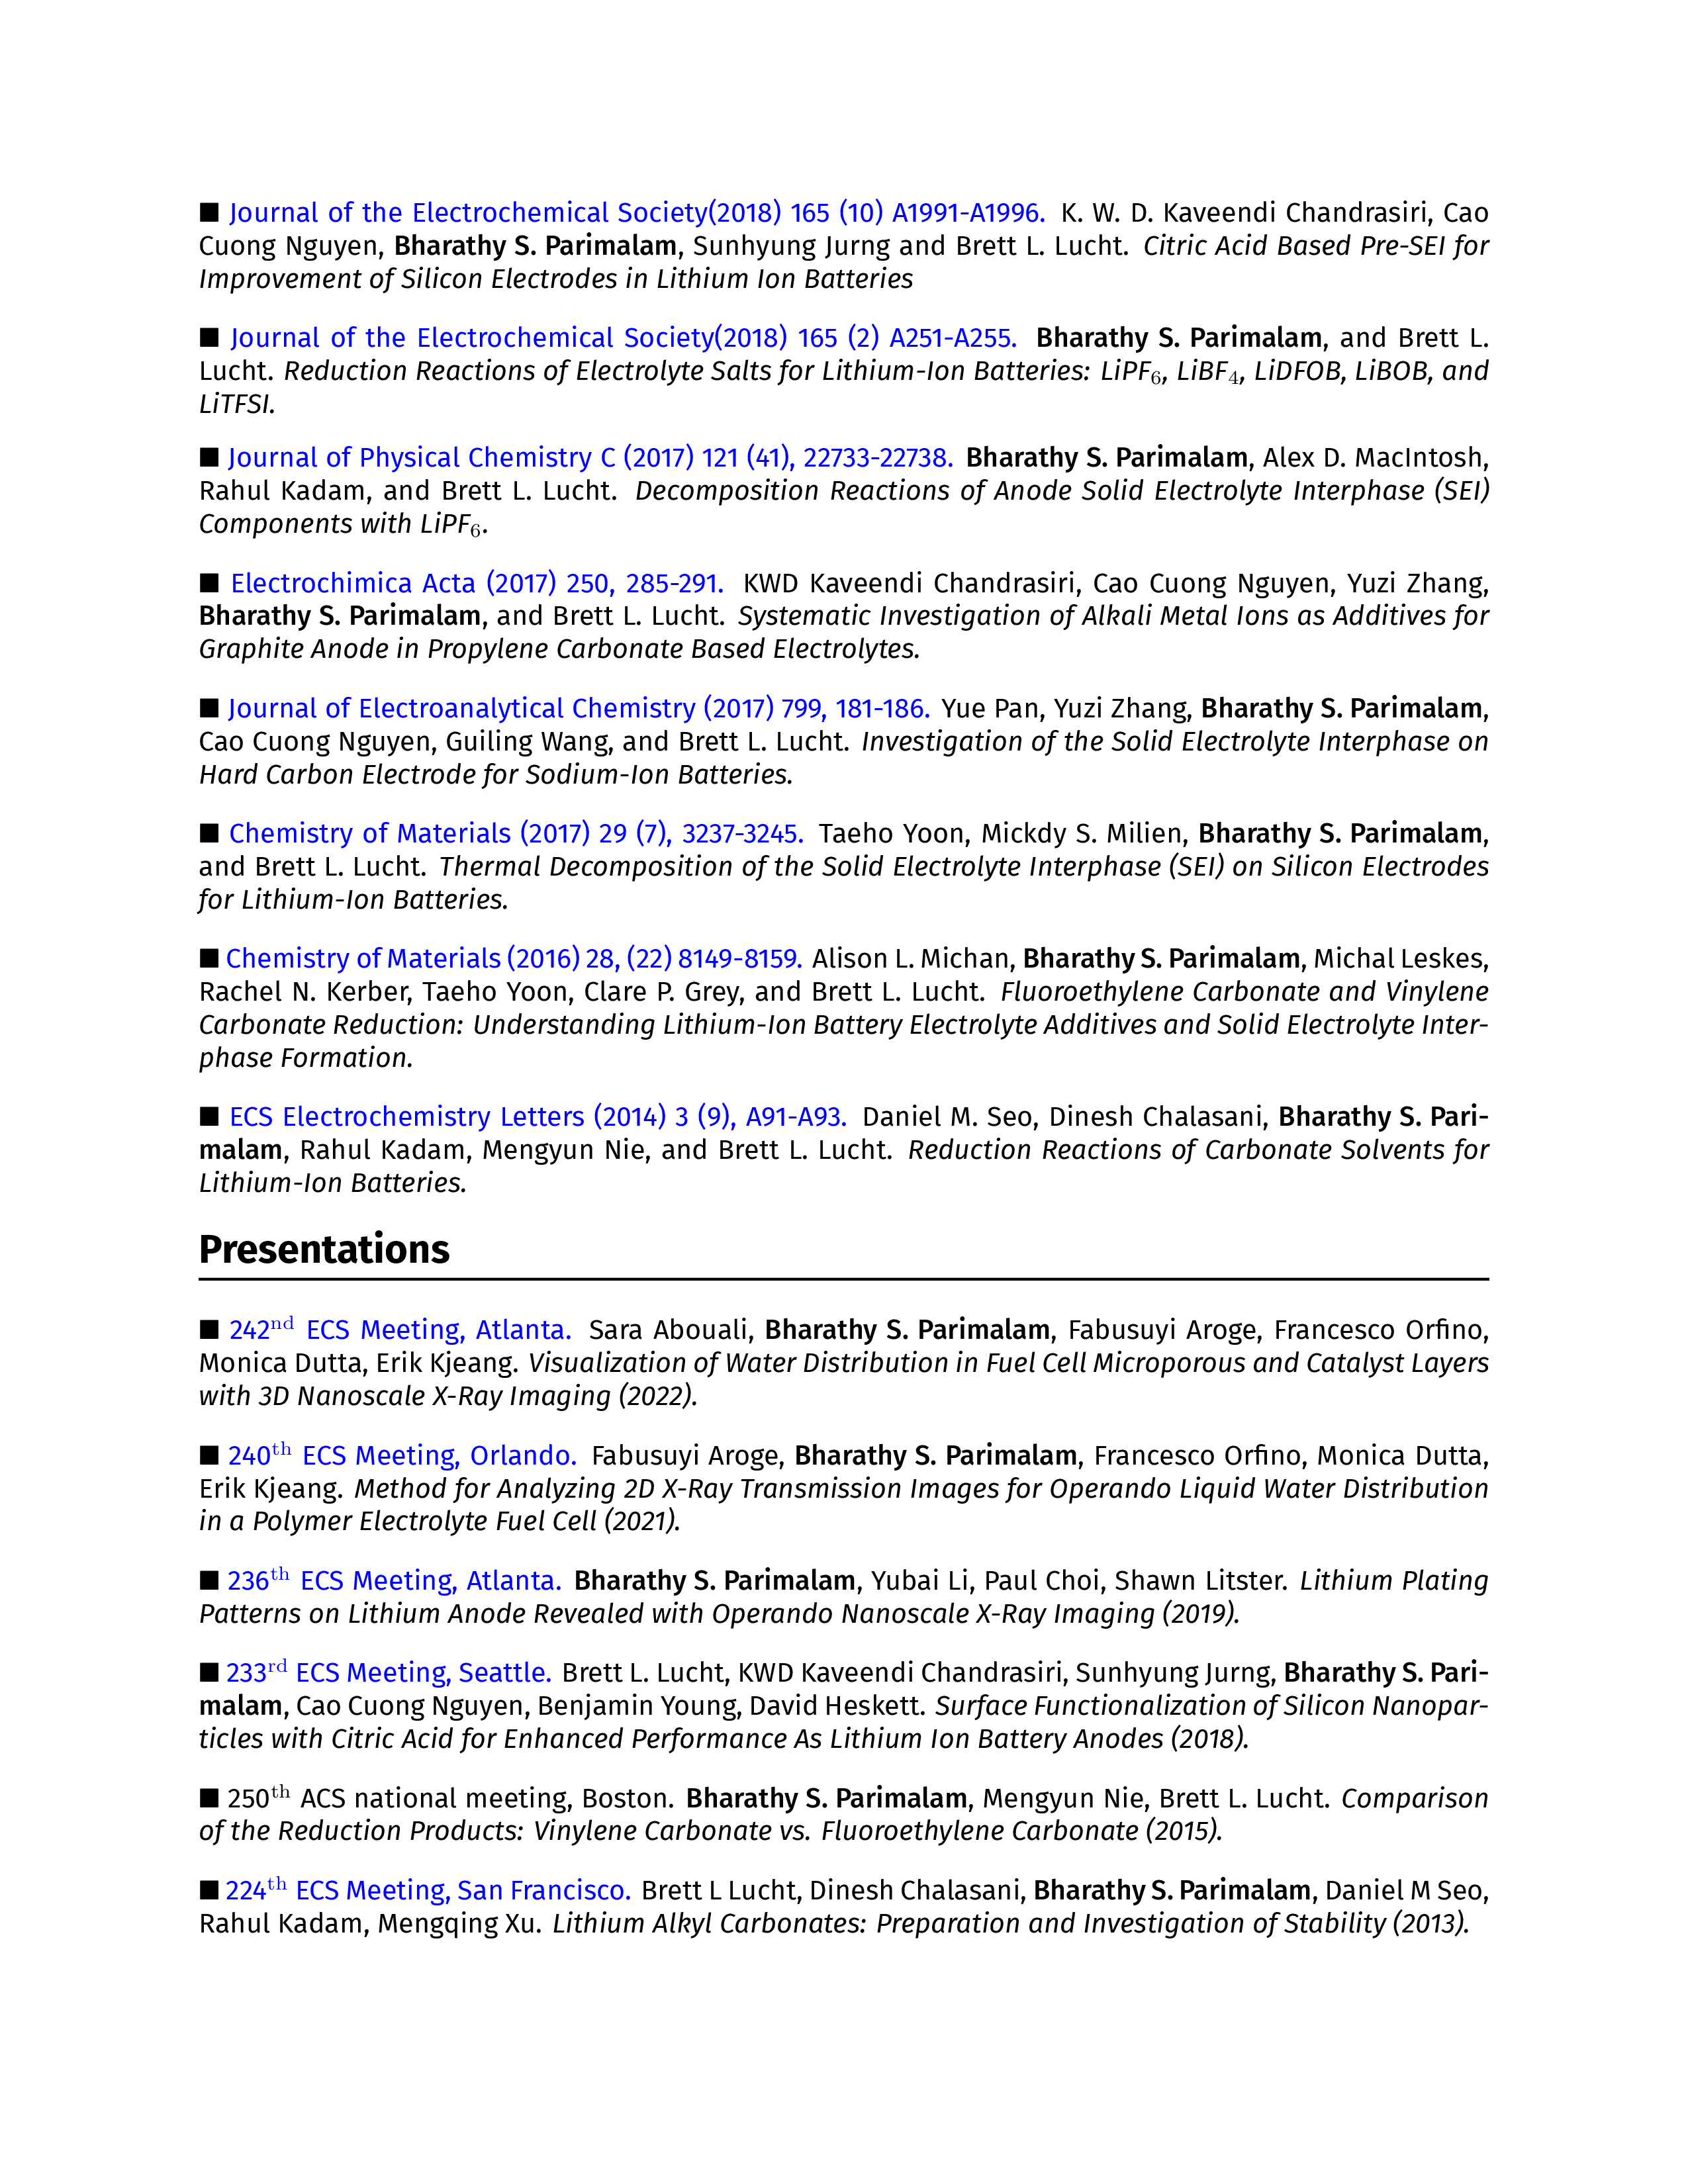 ■ Journal of the Electrochemical Society(2018) 165 (10) A1991-A1996. K. W. D. Kaveendi Chandrasiri, Cao
Cuong Nguyen, Bharathy S. Parimalam, Sunhyung Jurng and Brett L. Lucht. Citric Acid Based Pre-SEI for
Improvement of Silicon Electrodes in Lithium Ion Batteries
■ Journal of the Electrochemical Society(2018) 165 (2) A251-A255. Bharathy S. Parimalam, and Brett L.
Lucht. Reduction Reactions of Electrolyte Salts for Lithium-Ion Batteries: LiPF₆, LiBF₄, LiDFOB, LiBOB, and
LiTFSI.
■ Journal of Physical Chemistry C (2017) 121 (41), 22733-22738. Bharathy S. Parimalam, Alex D. MacIntosh,
Rahul Kadam, and Brett L. Lucht. Decomposition Reactions of Anode Solid Electrolyte Interphase (SEI)
Components with LiPF₆.
■ Electrochimica Acta (2017) 250, 285-291. KWD Kaveendi Chandrasiri, Cao Cuong Nguyen, Yuzi Zhang,
Bharathy S. Parimalam, and Brett L. Lucht. Systematic Investigation of Alkali Metal Ions as Additives for
Graphite Anode in Propylene Carbonate Based Electrolytes.
■ Journal of Electroanalytical Chemistry (2017) 799, 181-186. Yue Pan, Yuzi Zhang, Bharathy S. Parimalam,
Cao Cuong Nguyen, Guiling Wang, and Brett L. Lucht. Investigation of the Solid Electrolyte Interphase on
Hard Carbon Electrode for Sodium-Ion Batteries.
■ Chemistry of Materials (2017) 29 (7), 3237-3245. Taeho Yoon, Mickdy S. Milien, Bharathy S. Parimalam,
and Brett L. Lucht. Thermal Decomposition of the Solid Electrolyte Interphase (SEI) on Silicon Electrodes
for Lithium-Ion Batteries.
■ Chemistry of Materials (2016) 28, (22) 8149-8159. Alison L. Michan, Bharathy S. Parimalam, Michal Leskes,
Rachel N. Kerber, Taeho Yoon, Clare P. Grey, and Brett L. Lucht. Fluoroethylene Carbonate and Vinylene
Carbonate Reduction: Understanding Lithium-Ion Battery Electrolyte Additives and Solid Electrolyte Inter-
phase Formation.
■ ECS Electrochemistry Letters (2014) 3 (9), A91-A93. Daniel M. Seo, Dinesh Chalasani, Bharathy S. Pari-
malam, Rahul Kadam, Mengyun Nie, and Brett L. Lucht. Reduction Reactions of Carbonate Solvents for
Lithium-Ion Batteries.
Presentations
■ 242nd ECS Meeting, Atlanta. Sara Abouali, Bharathy S. Parimalam, Fabusuyi Aroge, Francesco Orfino,
Monica Dutta, Erik Kjeang. Visualization of Water Distribution in Fuel Cell Microporous and Catalyst Layers
with 3D Nanoscale X-Ray Imaging (2022).
■ 240th ECS Meeting, Orlando. Fabusuyi Aroge, Bharathy S. Parimalam, Francesco Orfino, Monica Dutta,
Erik Kjeang. Method for Analyzing 2D X-Ray Transmission Images for Operando Liquid Water Distribution
in a Polymer Electrolyte Fuel Cell (2021).
■ 236th ECS Meeting, Atlanta. Bharathy S. Parimalam, Yubai Li, Paul Choi, Shawn Litster. Lithium Plating
Patterns on Lithium Anode Revealed with Operando Nanoscale X-Ray Imaging (2019).
■ 233rd ECS Meeting, Seattle. Brett L. Lucht, KWD Kaveendi Chandrasiri, Sunhyung Jurng, Bharathy S. Pari-
malam, Cao Cuong Nguyen, Benjamin Young, David Heskett. Surface Functionalization of Silicon Nanopar-
ticles with Citric Acid for Enhanced Performance As Lithium Ion Battery Anodes (2018).
■ 250th ACS national meeting, Boston. Bharathy S. Parimalam, Mengyun Nie, Brett L. Lucht. Comparison
of the Reduction Products: Vinylene Carbonate vs. Fluoroethylene Carbonate (2015).
■ 224th ECS Meeting, San Francisco. Brett L Lucht, Dinesh Chalasani, Bharathy S. Parimalam, Daniel M Seo,
Rahul Kadam, Mengqing Xu. Lithium Alkyl Carbonates: Preparation and Investigation of Stability (2013).